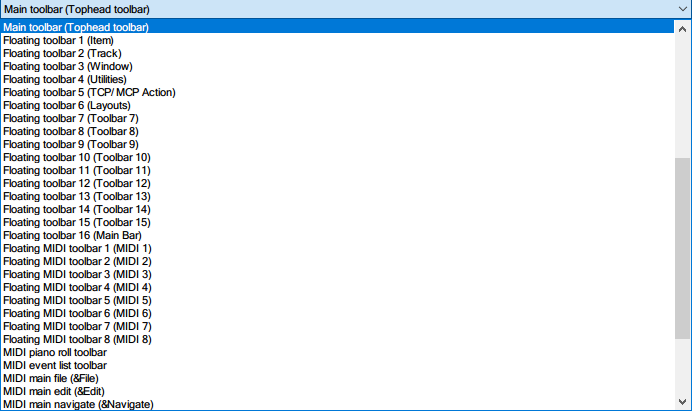 Main toolbar (Tophead toolbar)
Main toolbar (Tophead toolbar)
Floating toolbar 1 (Item)
Floating toolbar 2 (Track)
Floating toolbar 3 (Window)
Floating toolbar 4 (Utilities)
Floating toolbar 5 (TCP/ MCP Action)
Floating toolbar 6 (Layouts)
Floating toolbar 7 (Toolbar 7)
Floating toolbar 8 (Toolbar 8)
Floating toolbar 9 (Toolbar 9)
Floating toolbar 10 (Toolbar 10)
Floating toolbar 11 (Toolbar 11)
Floating toolbar 12 (Toolbar 12)
Floating toolbar 13 (Toolbar 13)
Floating toolbar 14 (Toolbar 14)
Floating toolbar 15 (Toolbar 15)
Floating toolbar 16 (Main Bar)
Floating MIDI toolbar 1 (MIDI 1)
Floating MIDI toolbar 2 (MIDI 2)
Floating MIDI toolbar 3 (MIDI 3)
Floating MIDI toolbar 4 (MIDI 4)
Floating MIDI toolbar 5 (MIDI 5)
Floating MIDI toolbar 6 (MIDI 6)
Floating MIDI toolbar 7 (MIDI 7)
Floating MIDI toolbar 8 (MIDI 8)
MIDI piano roll toolbar
MIDI event list toolbar
MIDI main file (&File)
MIDI main edit (&Edit)
MIDI main navigate (&Navigate)